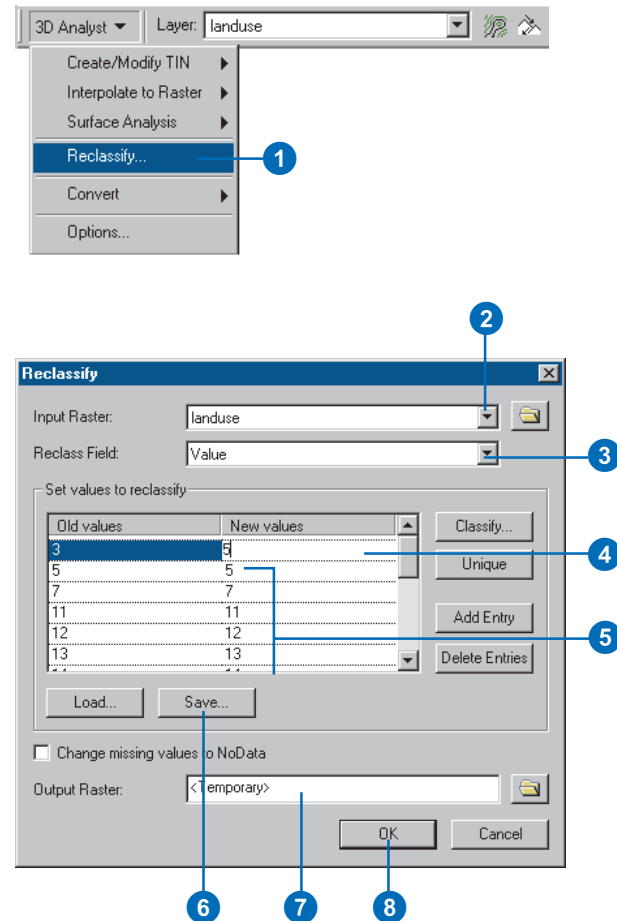 3D Analyst Layer: landuse
Create/Modify TIN
Interpolate to Raster
Surface Analysis
Reclassify...
1
Convert
Options...
2
Reclassify
Input Raster: landuse
Reclass Field: Value
3
Set values to reclassify
Old values New values
Classify...
3 5
4
5 5
Unique
7 7
11 11
Add Entry
12 12
5
13 13
Delete Entries
Load... Save...
Change missing values to NoData
Output Raster: <Temporary>
OK Cancel
6 7 8